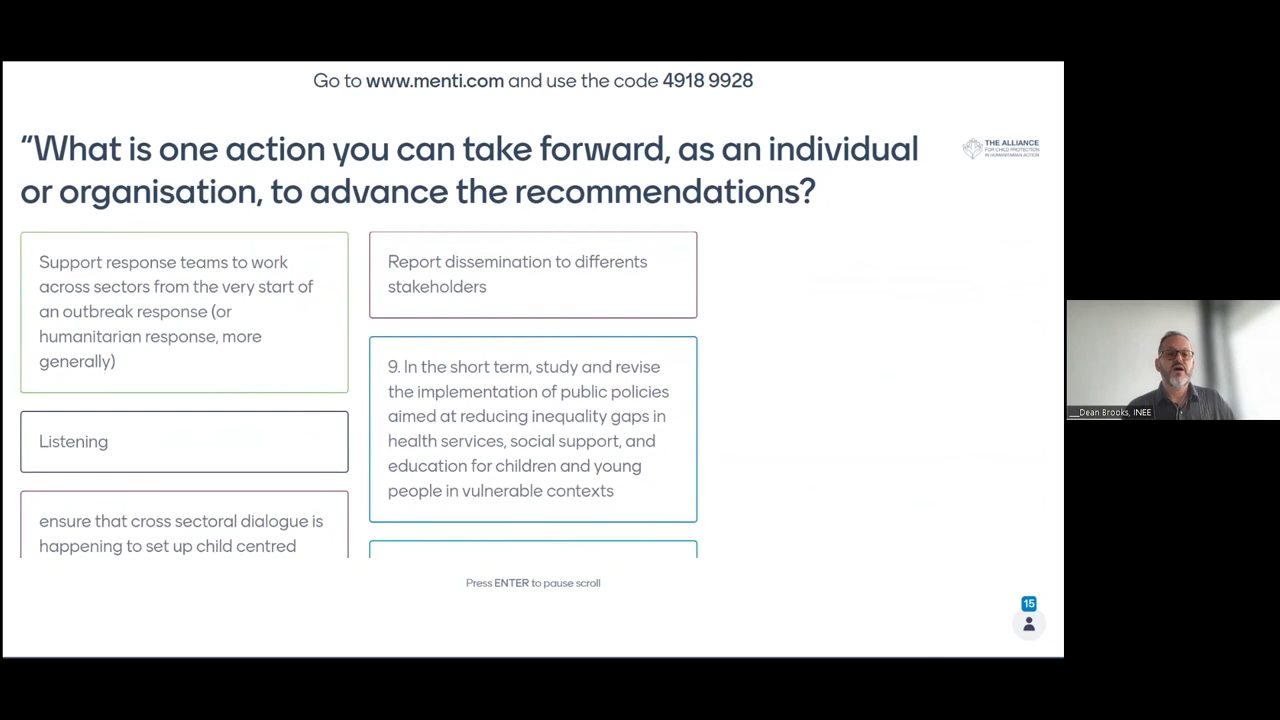 Go to www.menti.com and use the code 4918 9928
“What is one action you can take forward, as an individual
or organisation, to advance the recommendations?
THE ALLIANCE
FOR CHILD PROTECTION
IN HUMANITARIAN ACTION
Support response teams to work
across sectors from the very start of
an outbreak response (or
humanitarian response, more
generally)
Listening
ensure that cross sectoral dialogue is
happening to set up child centred
Report dissemination to differents
stakeholders
9. In the short term, study and revise
the implementation of public policies
aimed at reducing inequality gaps in
health services, social support, and
education for children and young
people in vulnerable contexts
Press ENTER to pause scroll
15
__Dean Brooks, INEE